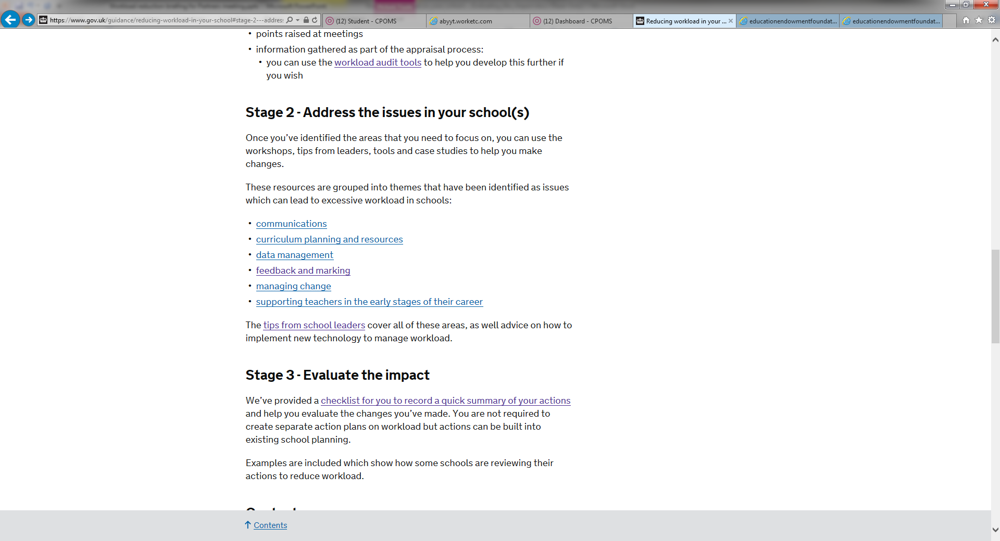 https://www.gov.uk/guidance/reducing-workload-in-your-school#stage-2---address
(12) Student - CPOMS
abyyt.worketc.com
(12) Dashboard - CPOMS
Reducing workload in your ...
educationendowmentfoundat...
educationendowmentfoundat...
• points raised at meetings
• information gathered as part of the appraisal process:
• you can use the workload audit tools to help you develop this further if
you wish
Stage 2 - Address the issues in your school(s)
Once you’ve identified the areas that you need to focus on, you can use the
workshops, tips from leaders, tools and case studies to help you make
changes.
These resources are grouped into themes that have been identified as issues
which can lead to excessive workload in schools:
• communications
• curriculum planning and resources
• data management
• feedback and marking
• managing change
• supporting teachers in the early stages of their career
The tips from school leaders cover all of these areas, as well advice on how to
implement new technology to manage workload.
Stage 3 - Evaluate the impact
We’ve provided a checklist for you to record a quick summary of your actions
and help you evaluate the changes you’ve made. You are not required to
create separate action plans on workload but actions can be built into
existing school planning.
Examples are included which show how some schools are reviewing their
actions to reduce workload.
↑ Contents